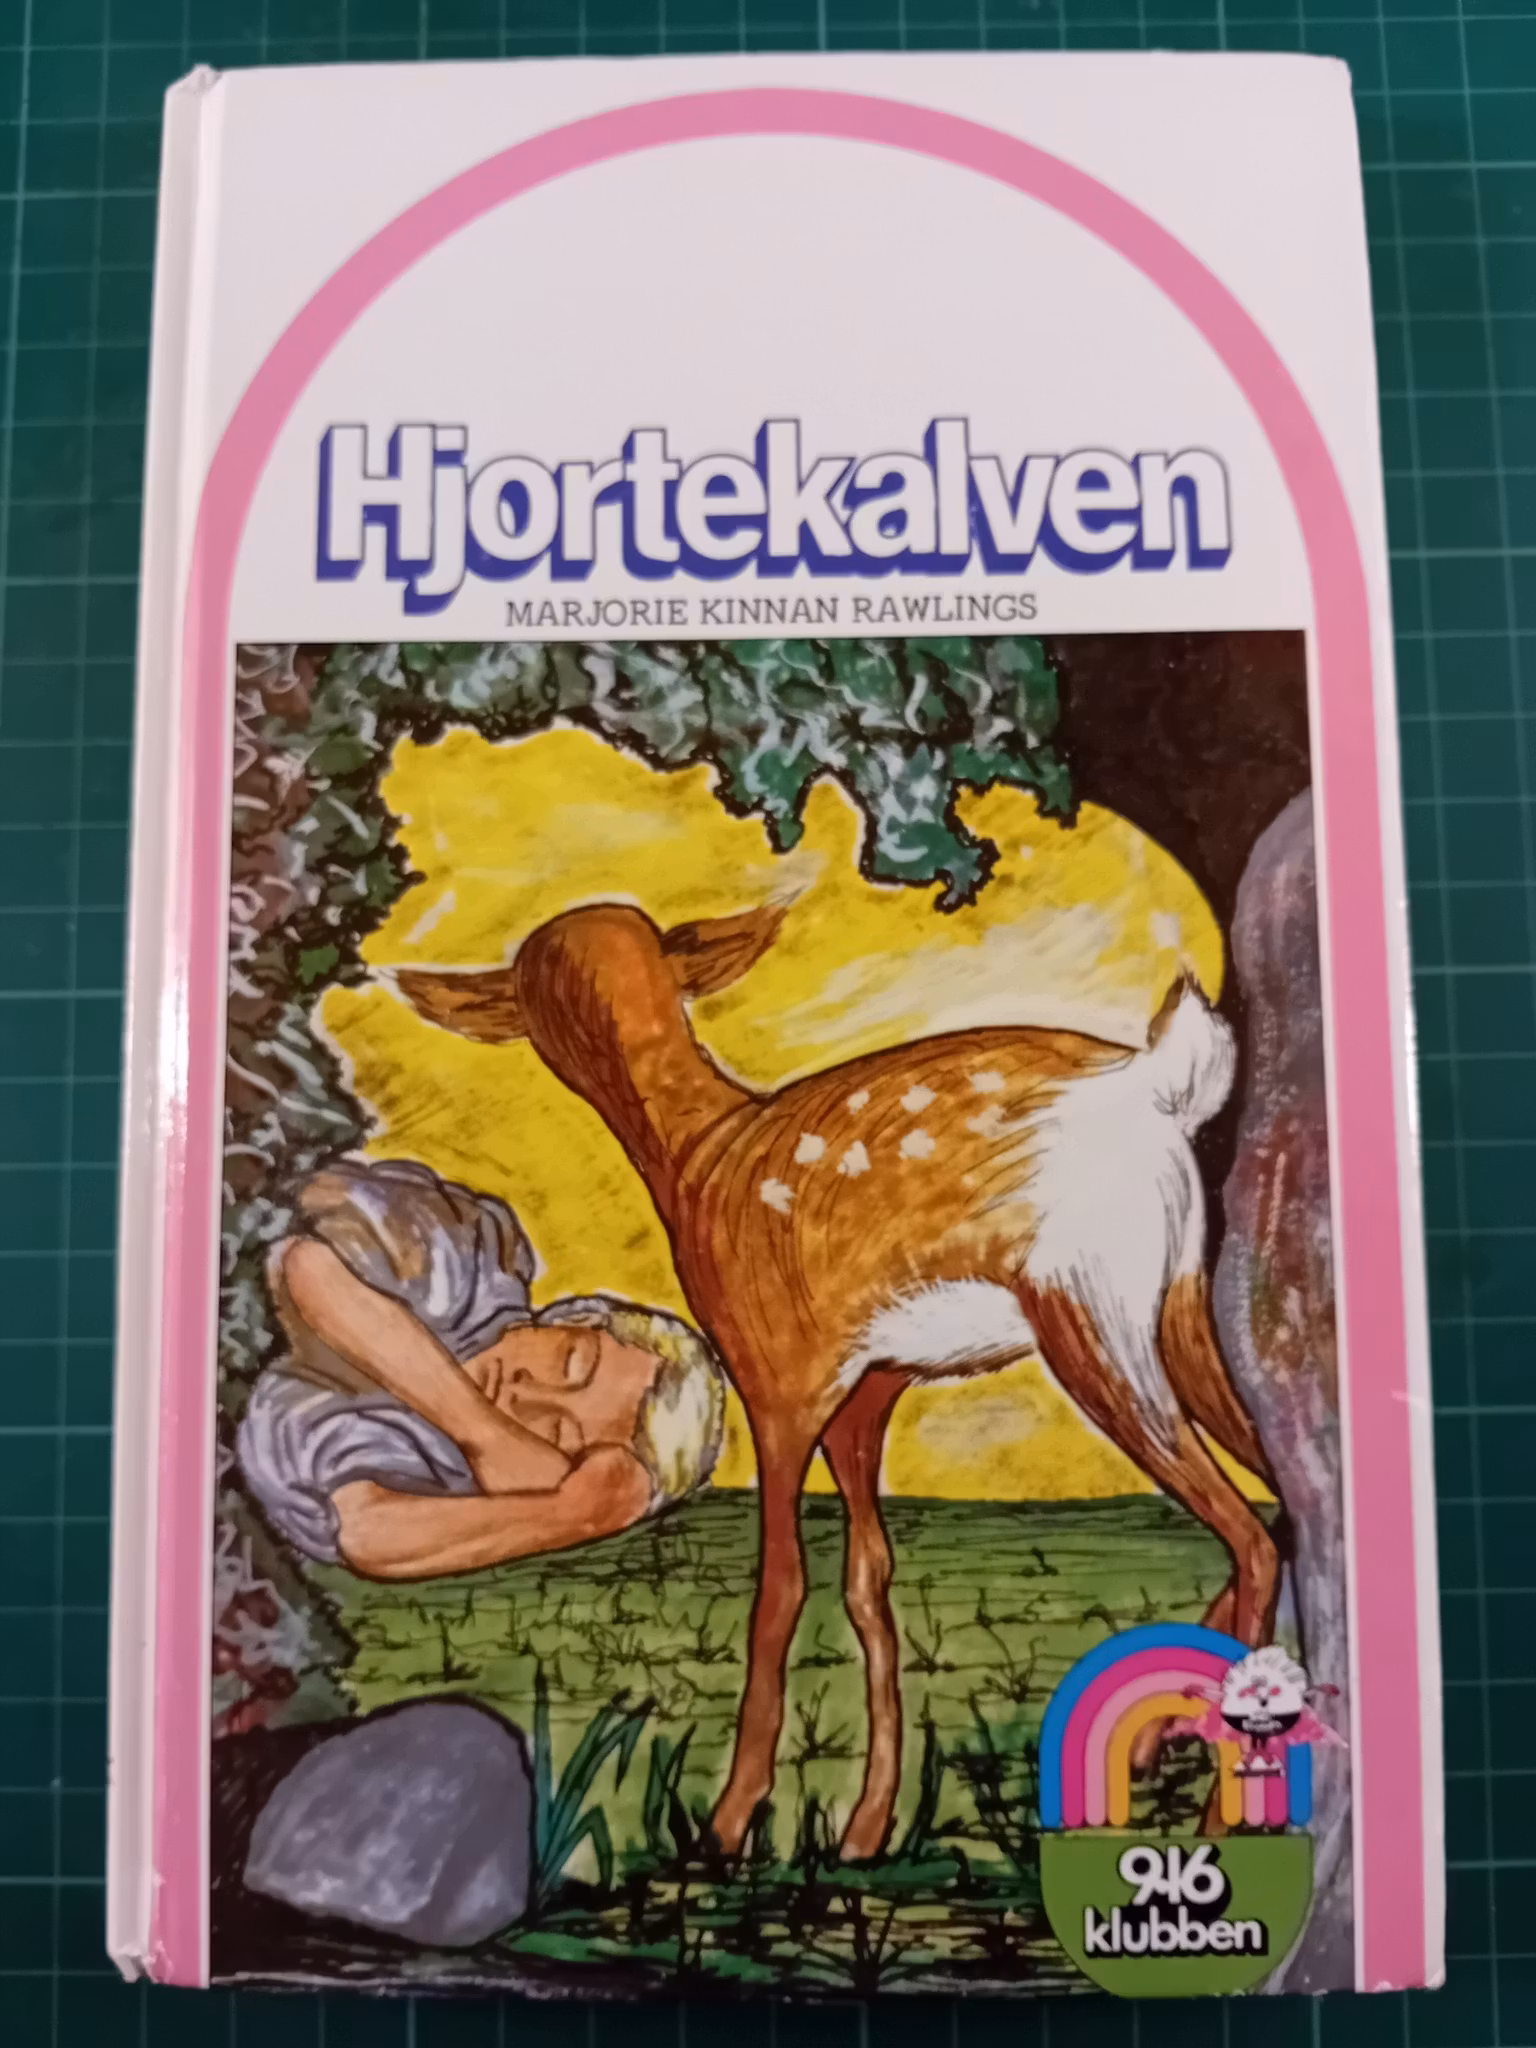 Hjortekalven
MARJORIE KINNAN RAWLINGS
9-16
klubben